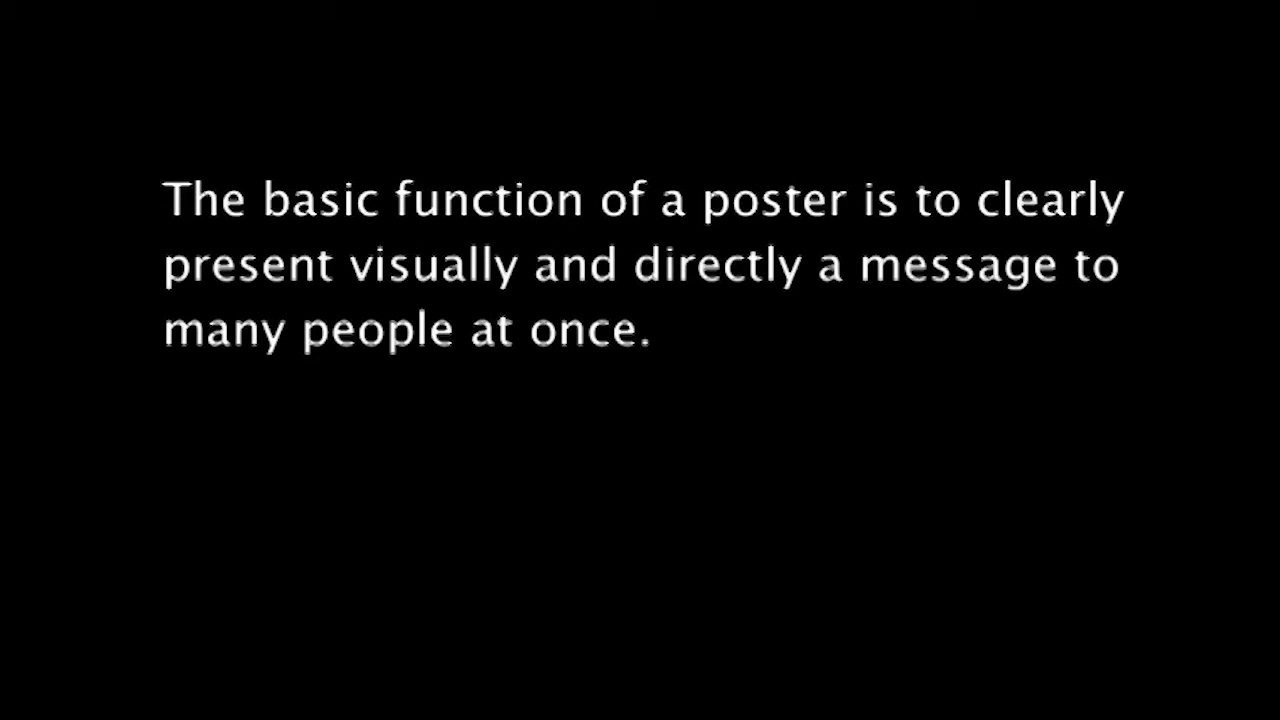 The basic function of a poster is to clearly
present visually and directly a message to
many people at once.